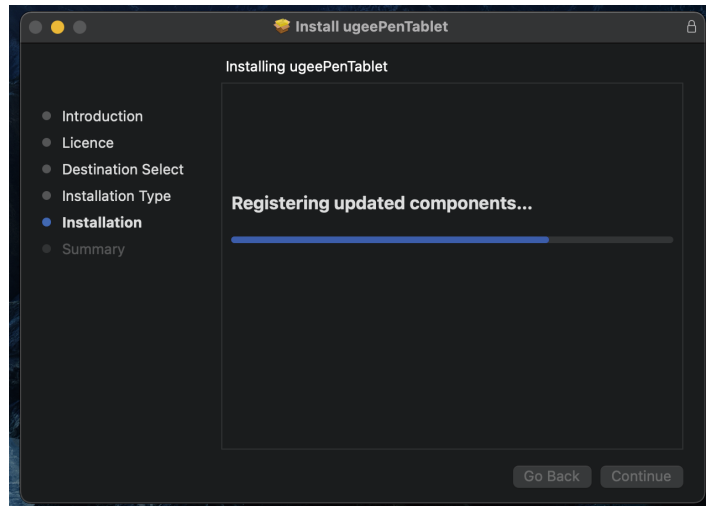 Install ugeePenTablet
Installing ugeePenTablet
Introduction
Licence
Destination Select
Installation Type
Installation
Summary
Registering updated components...
Go Back
Continue